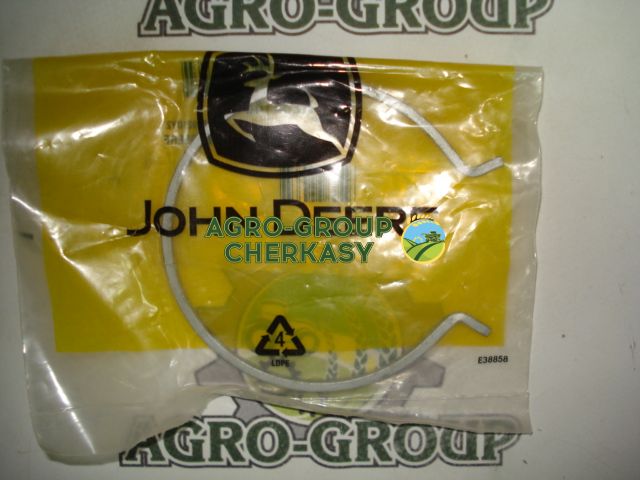 AGRO-GROUP
JOHN DEERE
AGRO-GROUP
CHERKASY
4
LDPE
E38858
AGRO-GROUP